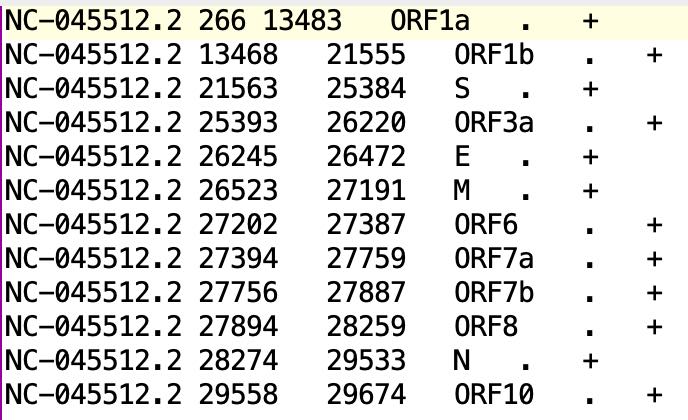 NC-045512.2 266 13483 ORF1a . +
NC-045512.2 13468 21555 ORF1b . +
NC-045512.2 21563 25384 S . +
NC-045512.2 25393 26220 ORF3a . +
NC-045512.2 26245 26472 E . +
NC-045512.2 26523 27191 M . +
NC-045512.2 27202 27387 ORF6 . +
NC-045512.2 27394 27759 ORF7a . +
NC-045512.2 27756 27887 ORF7b . +
NC-045512.2 27894 28259 ORF8 . +
NC-045512.2 28274 29533 N . +
NC-045512.2 29558 29674 ORF10 . +